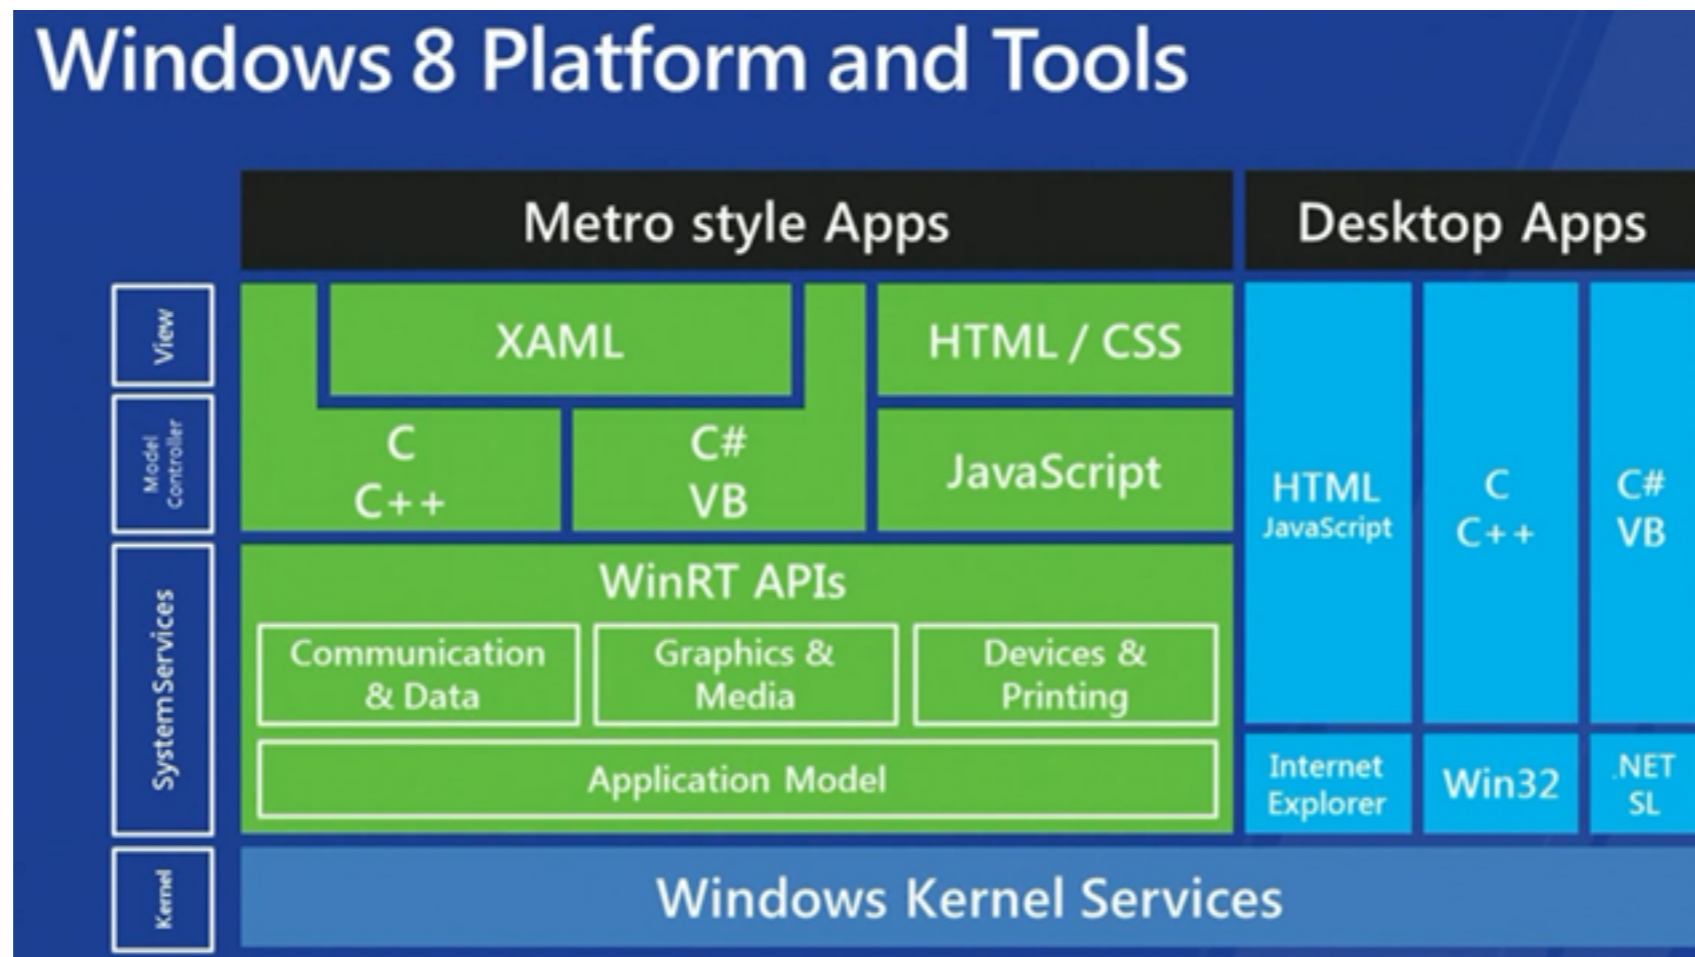 Windows 8 Platform and Tools
Metro style Apps
Desktop Apps
View
XAML
HTML / CSS
Model
Controller
C
C++
C#
VB
JavaScript
HTML
JavaScript
C
C++
C#
VB
System Services
WinRT APIs
Communication
& Data
Graphics &
Media
Devices &
Printing
Application Model
Internet
Explorer
Win32
.NET
SL
Kernel
Windows Kernel Services